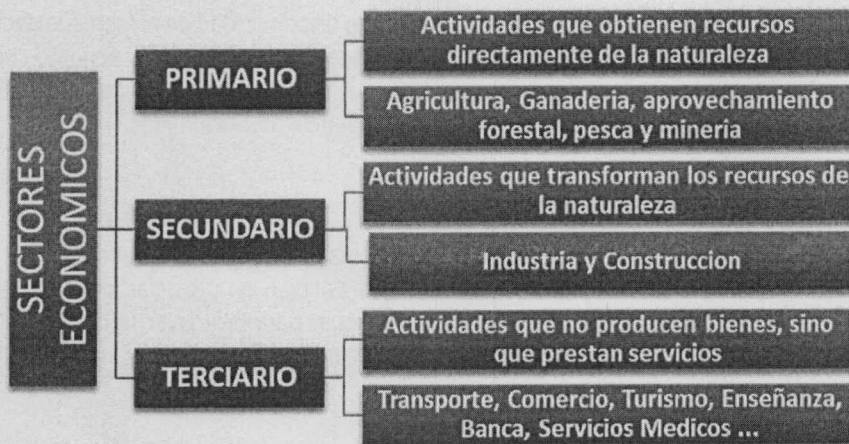 SECTORES
ECONOMICOS
PRIMARIO
Actividades que obtienen recursos
directamente de la naturaleza
Agricultura, Ganaderia, aprovechamiento
forestal, pesca y mineria
SECUNDARIO
Actividades que transforman los recursos de
la naturaleza
Industria y Construccion
TERCIARIO
Actividades que no producen bienes, sino
que prestan servicios
Transporte, Comercio, Turismo, Enseñanza,
Banca, Servicios Medicos ...